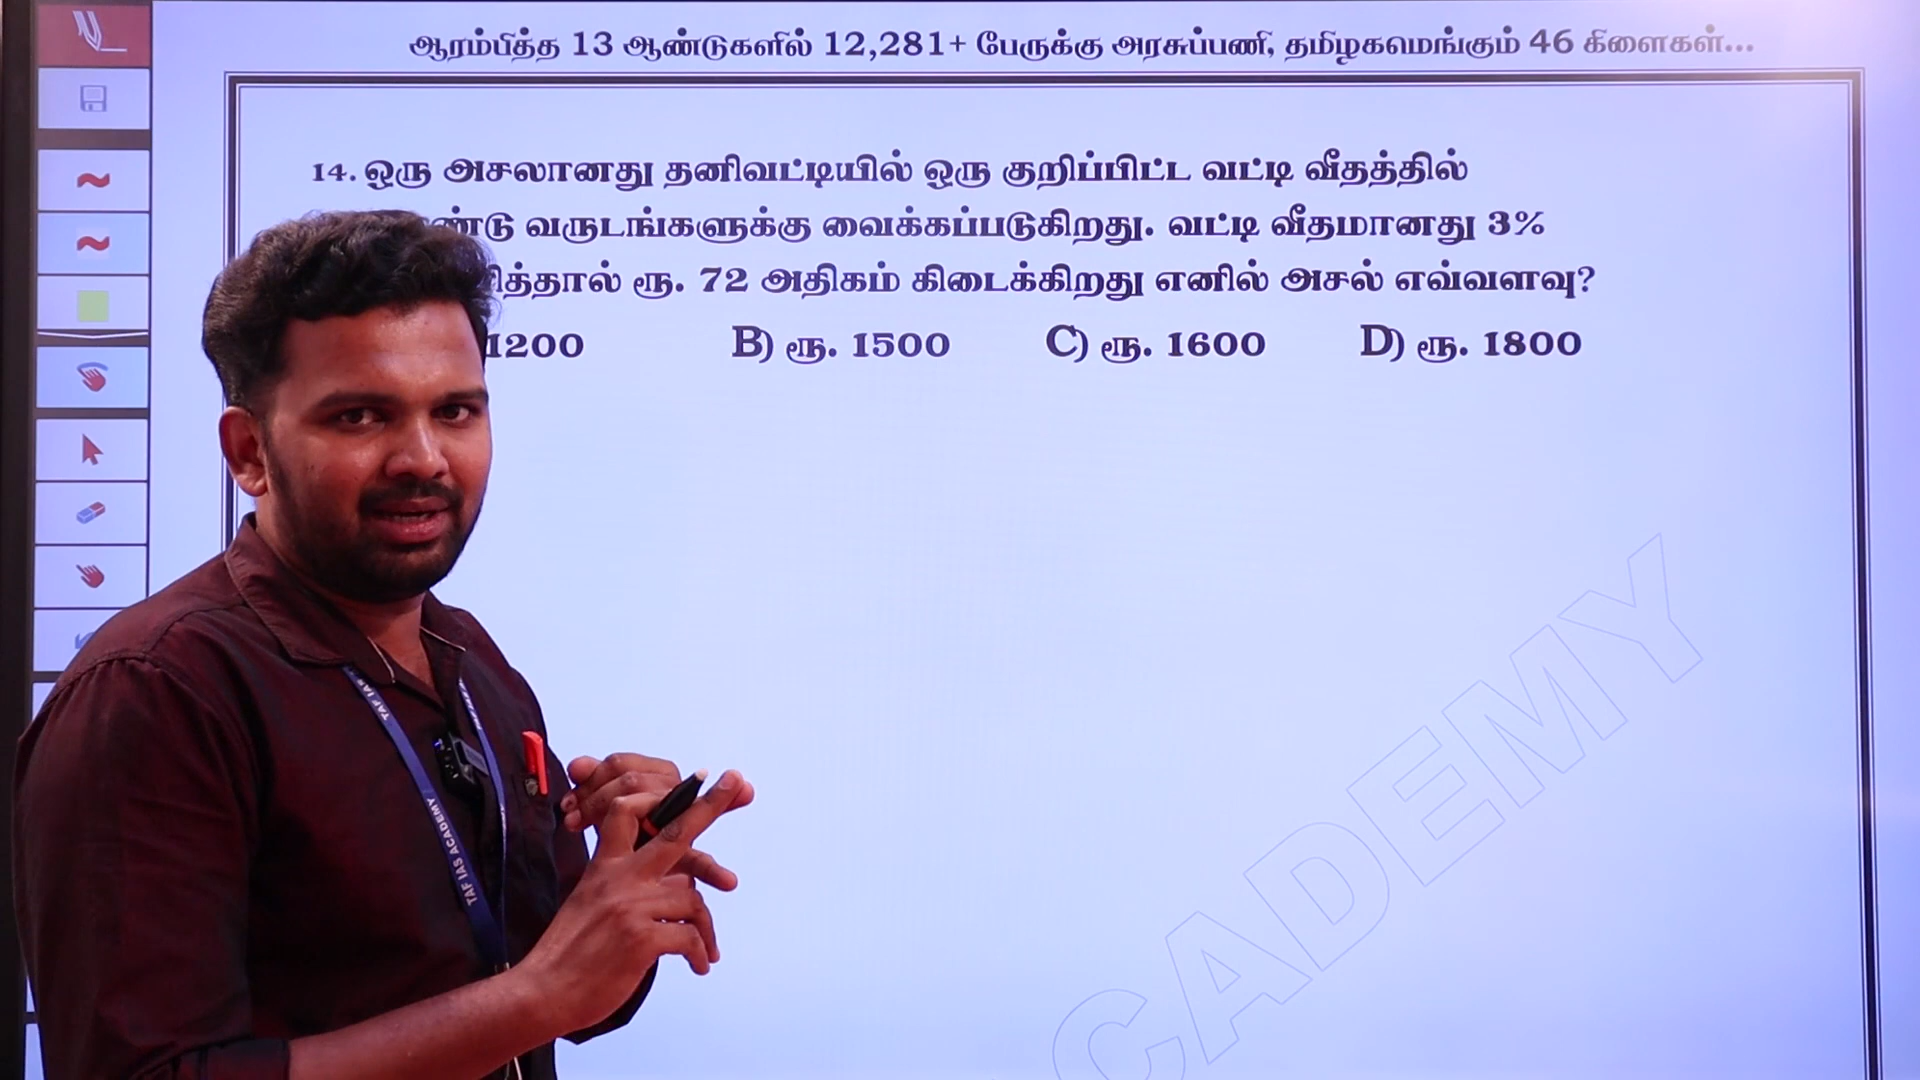 ஆரம்பித்த 13 ஆண்டுகளில் 12,281+ பேருக்கு அரசுப்பணி, தமிழகமெங்கும் 46 கிளைகள்...
14. ஒரு அசலானது தனிவட்டியில் ஒரு குறிப்பிட்ட வட்டி வீதத்தில்
வருடங்களுக்கு வைக்கப்படுகிறது. வட்டி வீதமானது 3%
ரூ. 72 அதிகம் கிடைக்கிறது எனில் அசல் எவ்வளவு?
1200 B) ரூ. 1500 C) ரூ. 1600 D) ரூ. 1800
TAF IAS ACADEMY
CADEMY